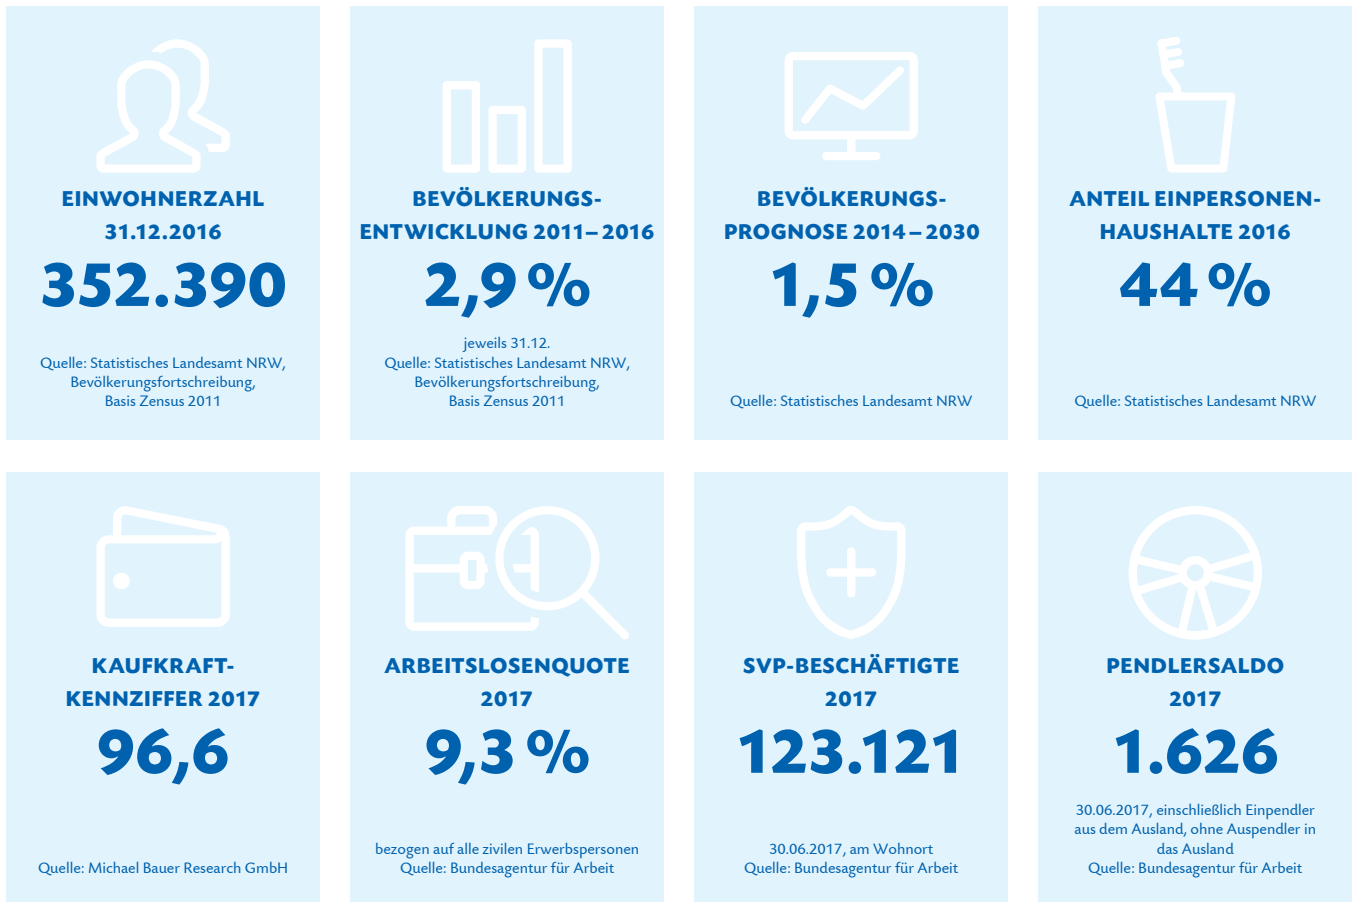 EINWOHNERZAHL
31.12.2016
352.390
Quelle: Statistisches Landesamt NRW,
Bevölkerungsfortschreibung,
Basis Zensus 2011
BEVÖLKERUNGS-
ENTWICKLUNG 2011–2016
2,9 %
jeweils 31.12.
Quelle: Statistisches Landesamt NRW,
Bevölkerungsfortschreibung,
Basis Zensus 2011
BEVÖLKERUNGS-
PROGNOSE 2014–2030
1,5 %
Quelle: Statistisches Landesamt NRW
ANTEIL EINPERSONEN-
HAUSHALTE 2016
44 %
Quelle: Statistisches Landesamt NRW
KAUFKRAFT-
KENNZIFFER 2017
96,6
Quelle: Michael Bauer Research GmbH
ARBEITSLOSENQUOTE
2017
9,3 %
bezogen auf alle zivilen Erwerbspersonen
Quelle: Bundesagentur für Arbeit
SVP-BESCHÄFTIGTE
2017
123.121
30.06.2017, am Wohnort
Quelle: Bundesagentur für Arbeit
PENDLERSALDO
2017
1.626
30.06.2017, einschließlich Einpendler
aus dem Ausland, ohne Auspendler in
das Ausland
Quelle: Bundesagentur für Arbeit